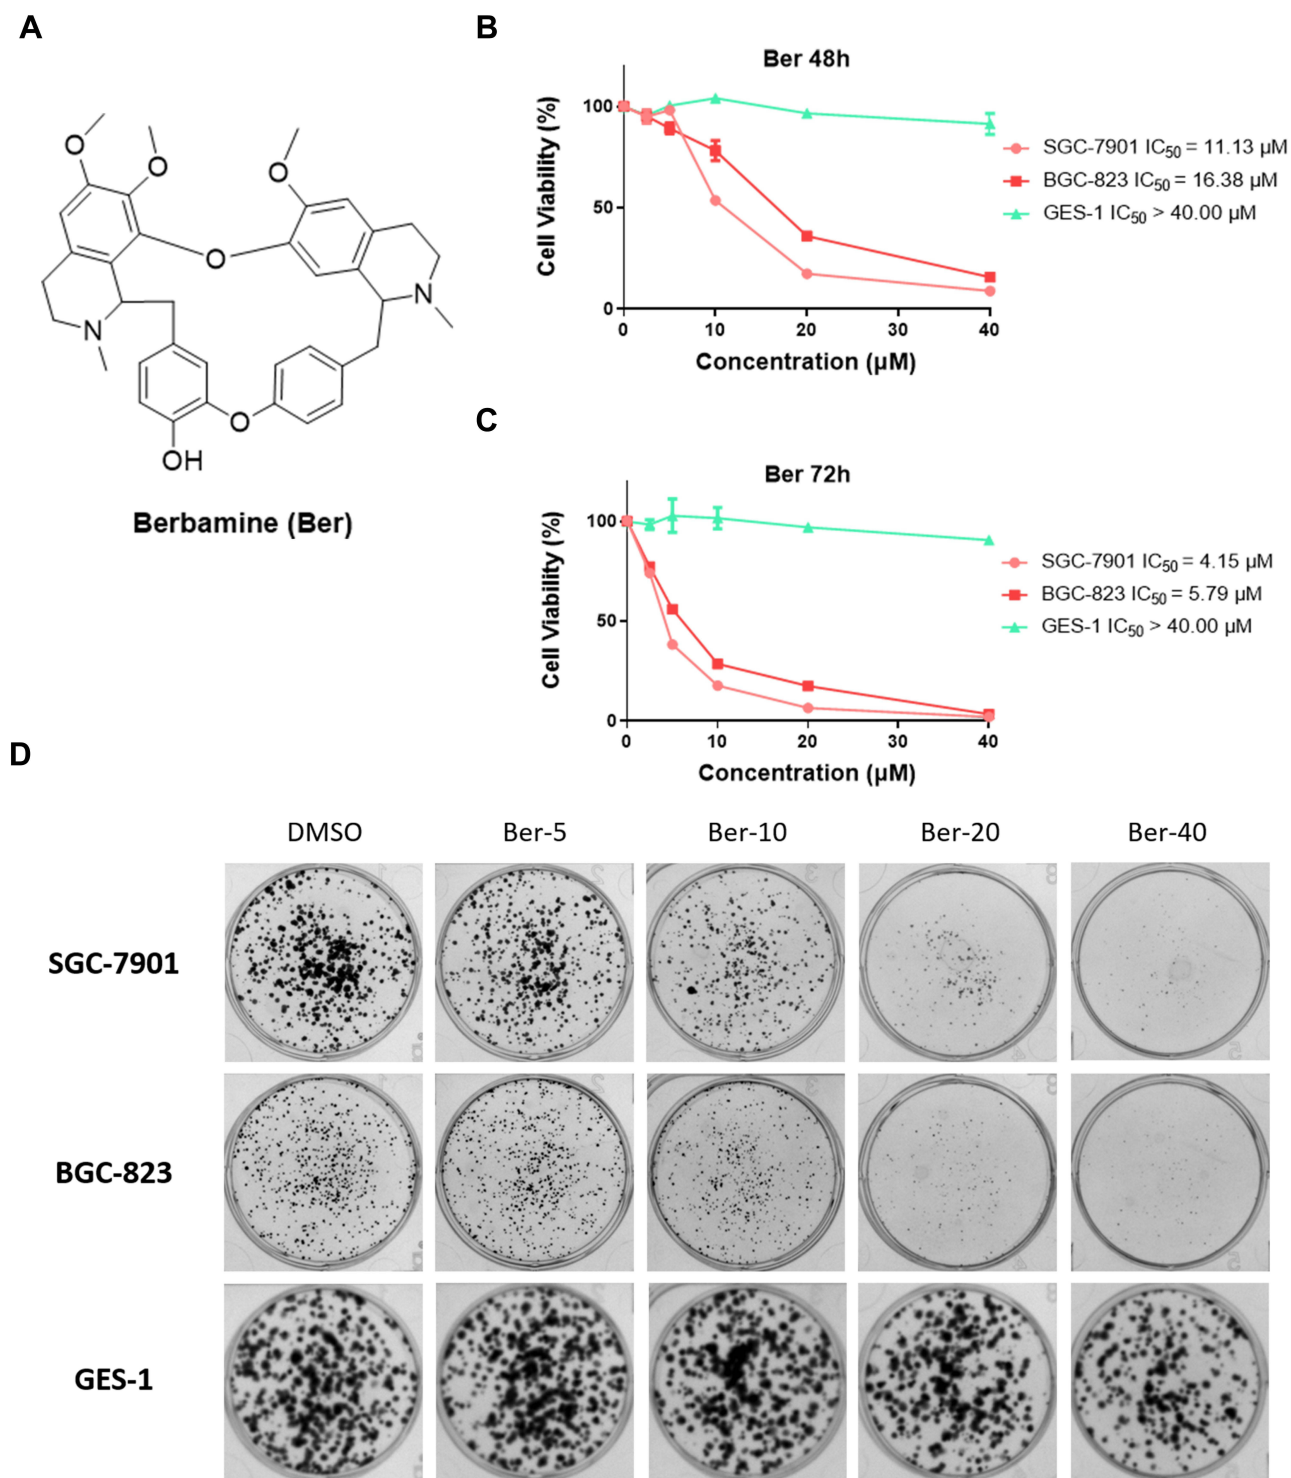 A
O
O
O
O
N
N
O
OH
Berbamine (Ber)
B
Ber 48h
Cell Viability (%)
100
50
0
0 10 20 30 40
Concentration (µM)
SGC-7901 IC50 = 11.13 µM
BGC-823 IC50 = 16.38 µM
GES-1 IC50 > 40.00 µM
C
Ber 72h
Cell Viability (%)
100
50
0
0 10 20 30 40
Concentration (µM)
SGC-7901 IC50 = 4.15 µM
BGC-823 IC50 = 5.79 µM
GES-1 IC50 > 40.00 µM
D
DMSO Ber-5 Ber-10 Ber-20 Ber-40
SGC-7901
BGC-823
GES-1